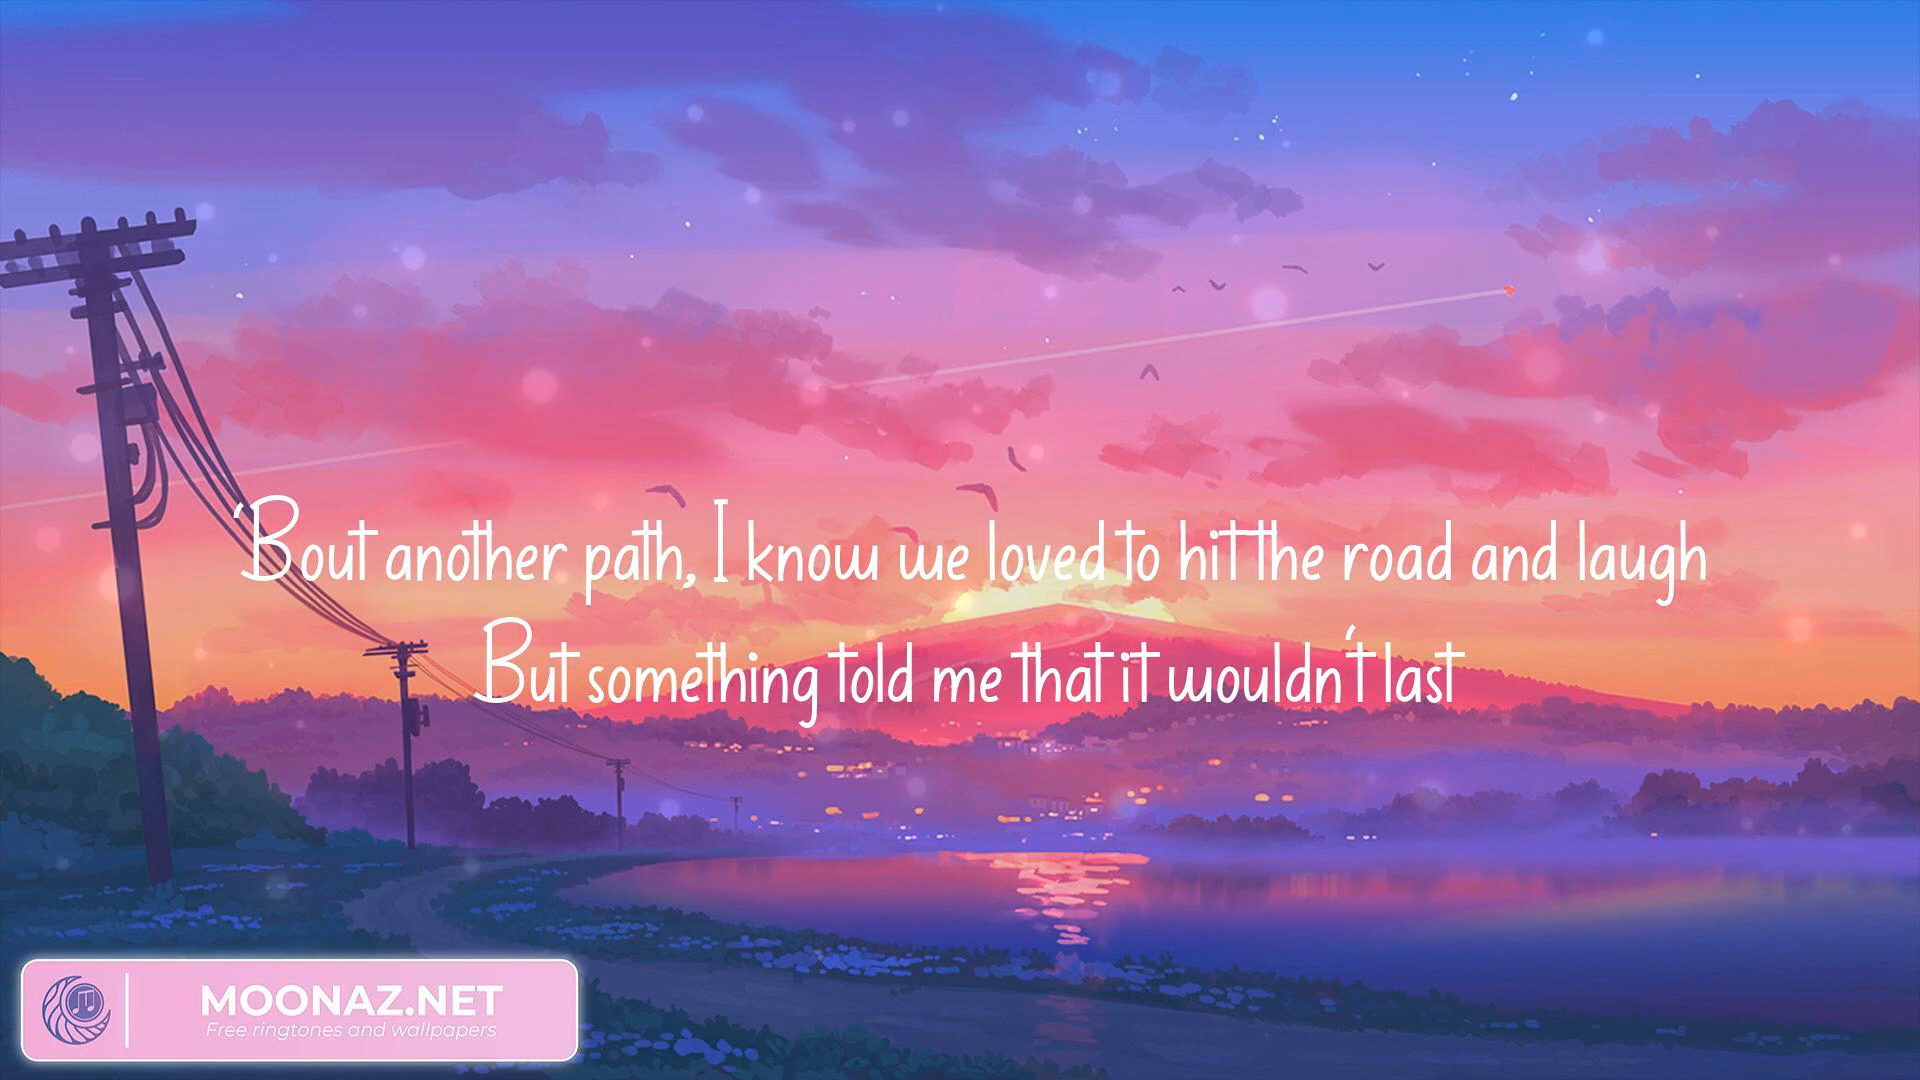 ‘Bout another path, I know we loved to hit the road and laugh
But something told me that it wouldn‘t last
MOONAZ.NET
Free ringtones and wallpapers